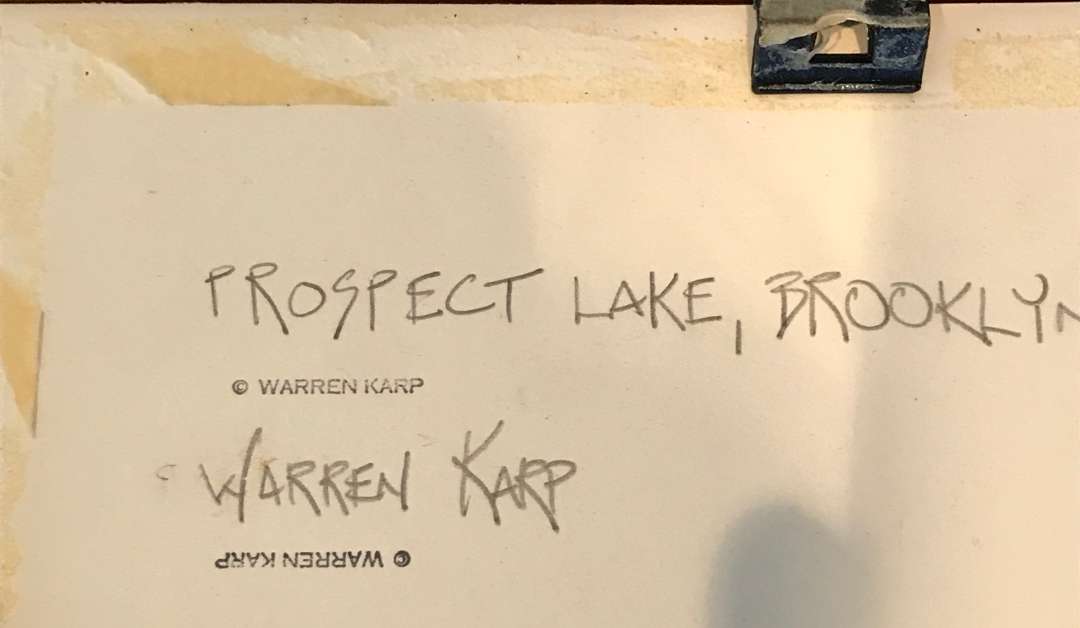 PROSPECT LAKE, BROOKLYN
© WARREN KARP
WARREN KARP
© WARREN KARP